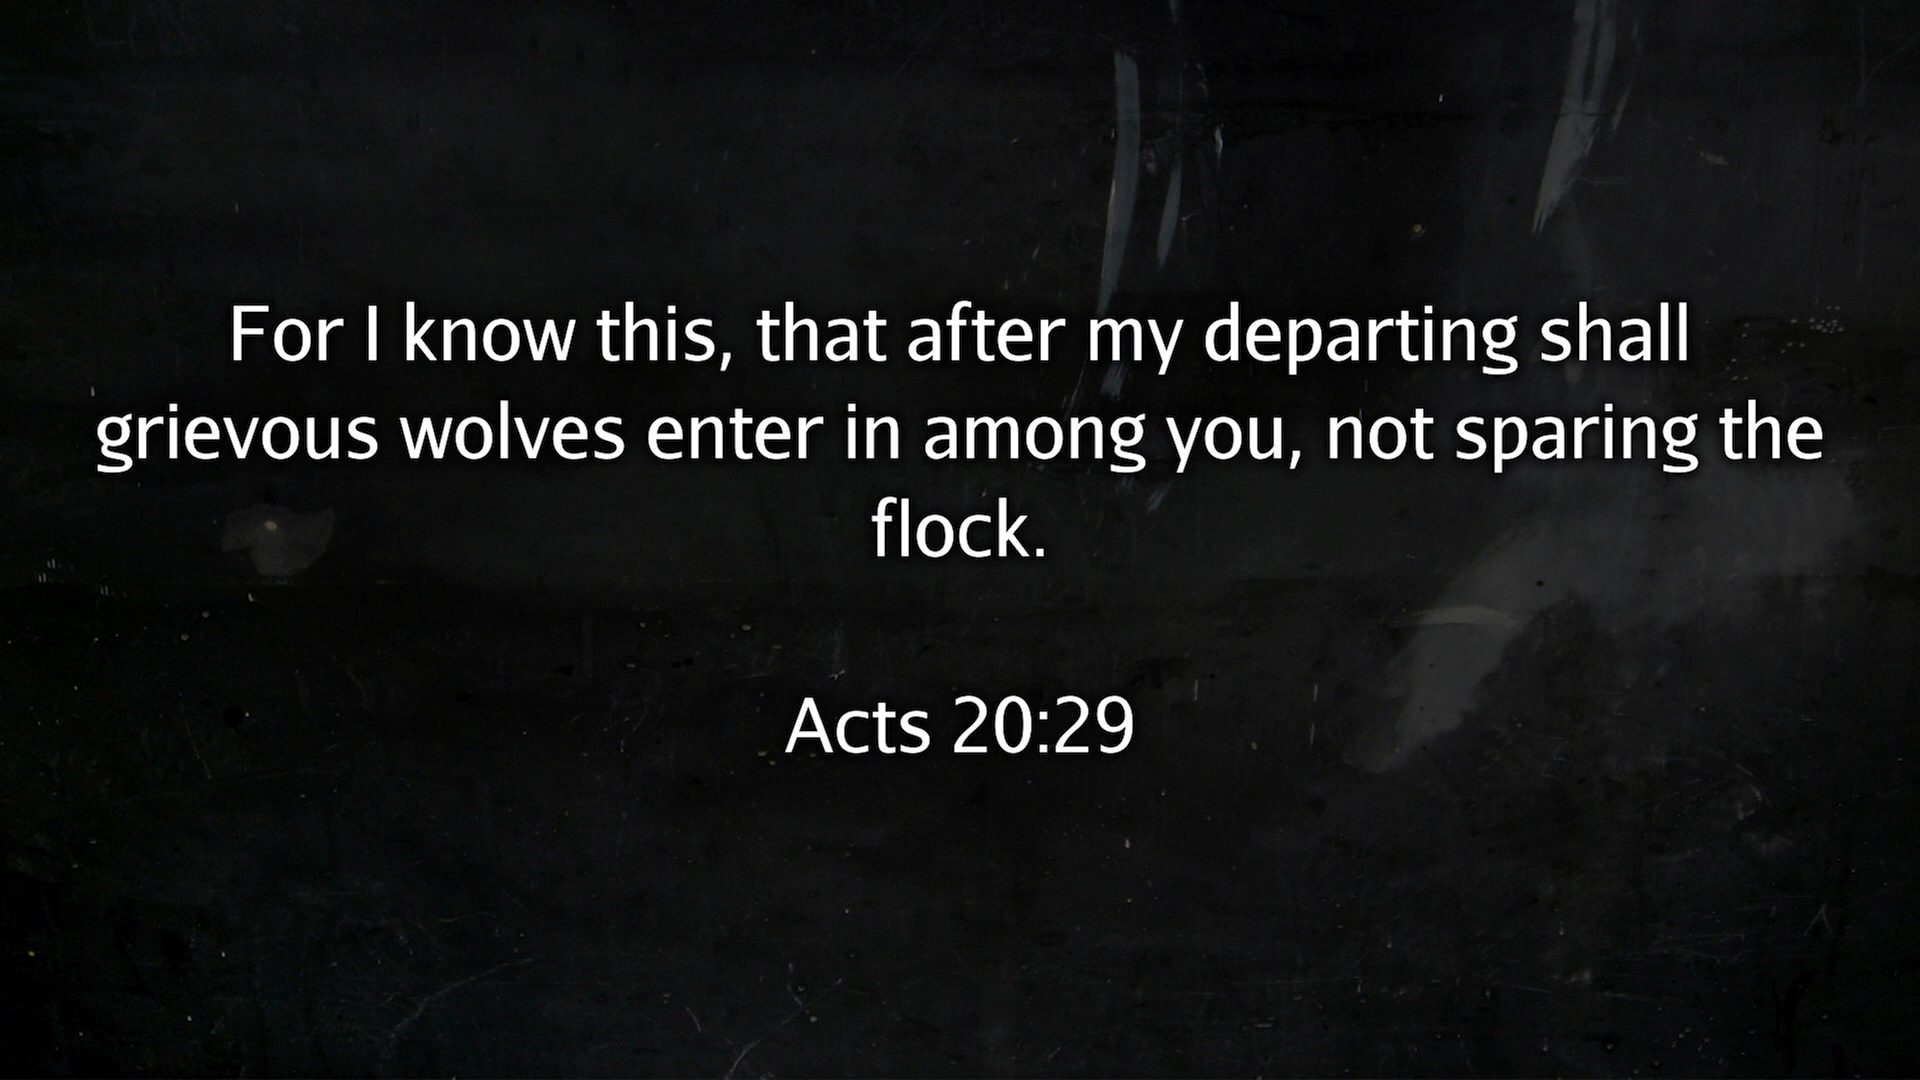 For I know this, that after my departing shall
grievous wolves enter in among you, not sparing the
flock.
Acts 20:29